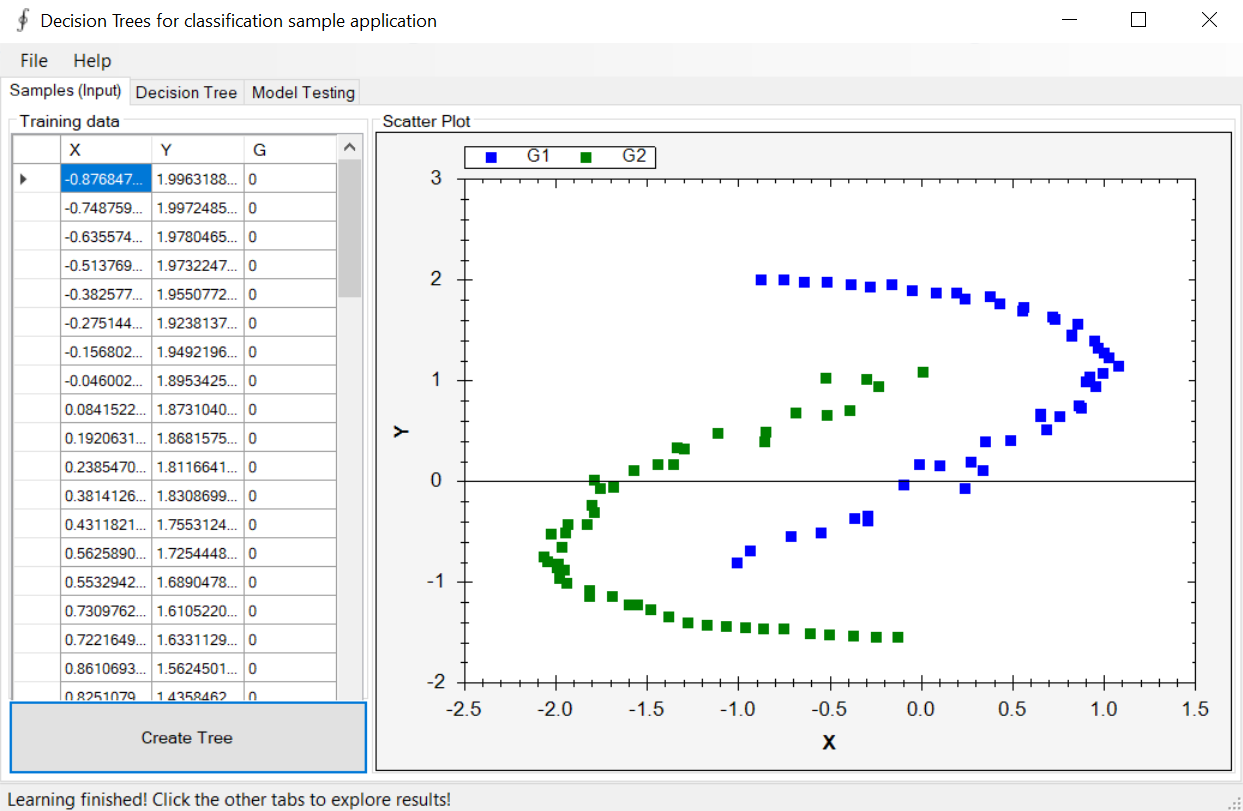 Decision Trees for classification sample application
File Help
Samples (Input) Decision Tree Model Testing
Training data
X Y G
-0.876847... 1.9963188... 0
-0.748759... 1.9972485... 0
-0.635574... 1.9780465... 0
-0.513769... 1.9732247... 0
-0.382577... 1.9550772... 0
-0.275144... 1.9238137... 0
-0.156802... 1.9492196... 0
-0.046002... 1.8953425... 0
0.0841522... 1.8731040... 0
0.1920631... 1.8681575... 0
0.2385470... 1.8116641... 0
0.3814126... 1.8308699... 0
0.4311821... 1.7553124... 0
0.5625890... 1.7254448... 0
0.5532942... 1.6890478... 0
0.7309762... 1.6105220... 0
0.7221649... 1.6331129... 0
0.8610693... 1.5624501... 0
0.8251079... 1.4358462... 0
Create Tree
Scatter Plot
G1 G2
3
2
1
0
-1
-2
Y
-2.5 -2.0 -1.5 -1.0 -0.5 0.0 0.5 1.0 1.5
X
Learning finished! Click the other tabs to explore results!